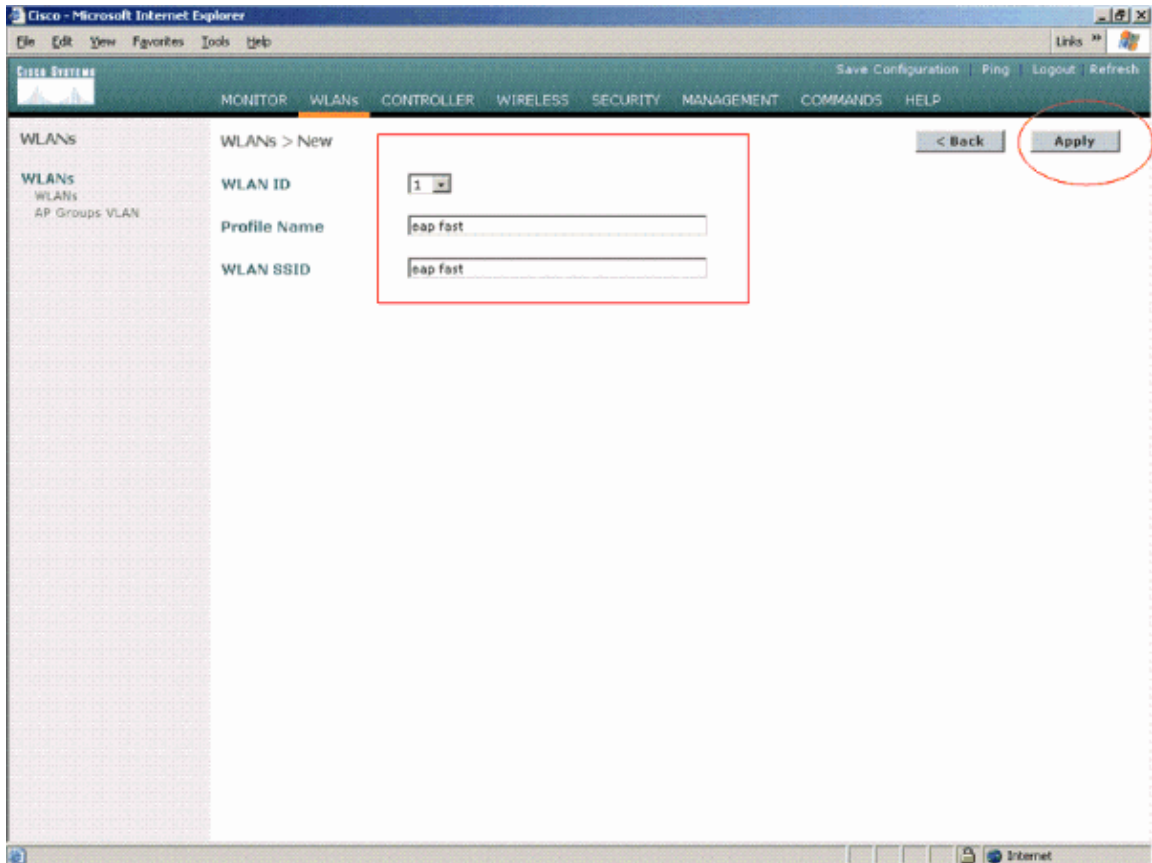 Cisco - Microsoft Internet Explorer
File Edit View Favorites Tools Help Links »
CISCO SYSTEMS
Save Configuration | Ping | Logout | Refresh
MONITOR WLANs CONTROLLER WIRELESS SECURITY MANAGEMENT COMMANDS HELP
WLANs
WLANs > New
< Back Apply
WLANs
WLANs
AP Groups VLAN
WLAN ID 1
Profile Name eap fast
WLAN SSID eap fast
Internet